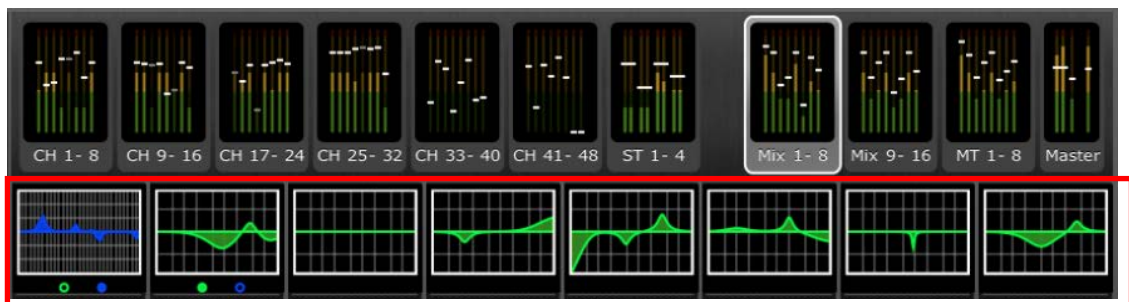 CH 1- 8 CH 9- 16 CH 17- 24 CH 25- 32 CH 33- 40 CH 41- 48 ST 1- 4 Mix 1- 8 Mix 9- 16 MT 1- 8 Master